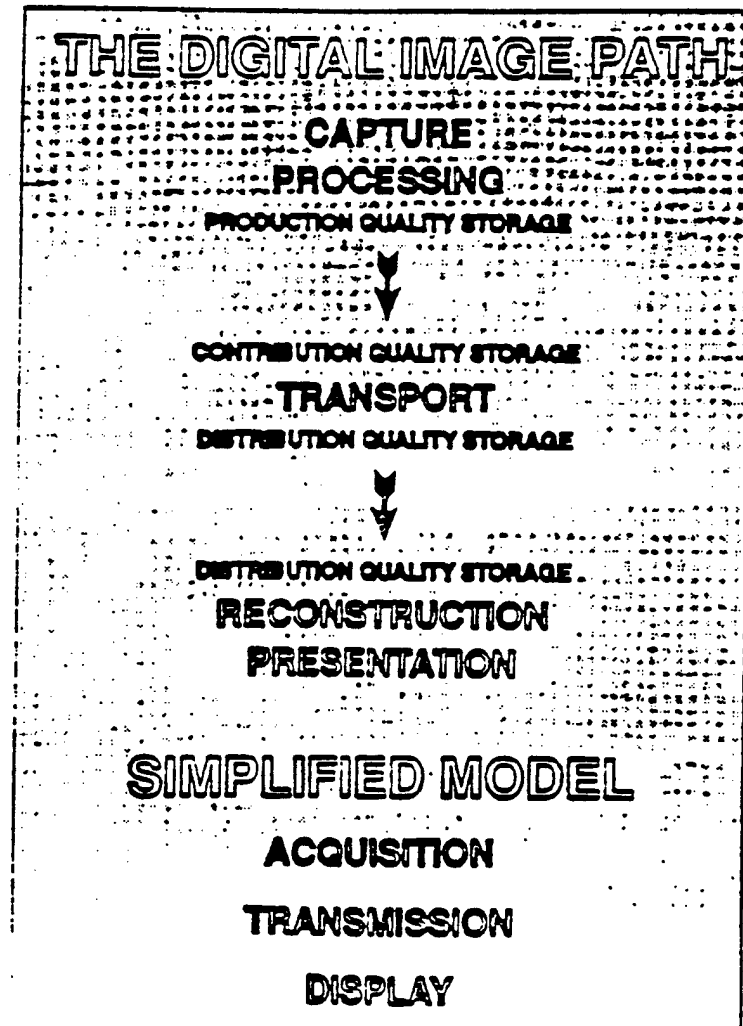 THE DIGITAL IMAGE PATH
CAPTURE
PROCESSING
PRODUCTION QUALITY STORAGE
CONTRIBUTION QUALITY STORAGE
TRANSPORT
DISTRIBUTION QUALITY STORAGE
DISTRIBUTION QUALITY STORAGE
RECONSTRUCTION
PRESENTATION
SIMPLIFIED MODEL
ACQUISITION
TRANSMISSION
DISPLAY